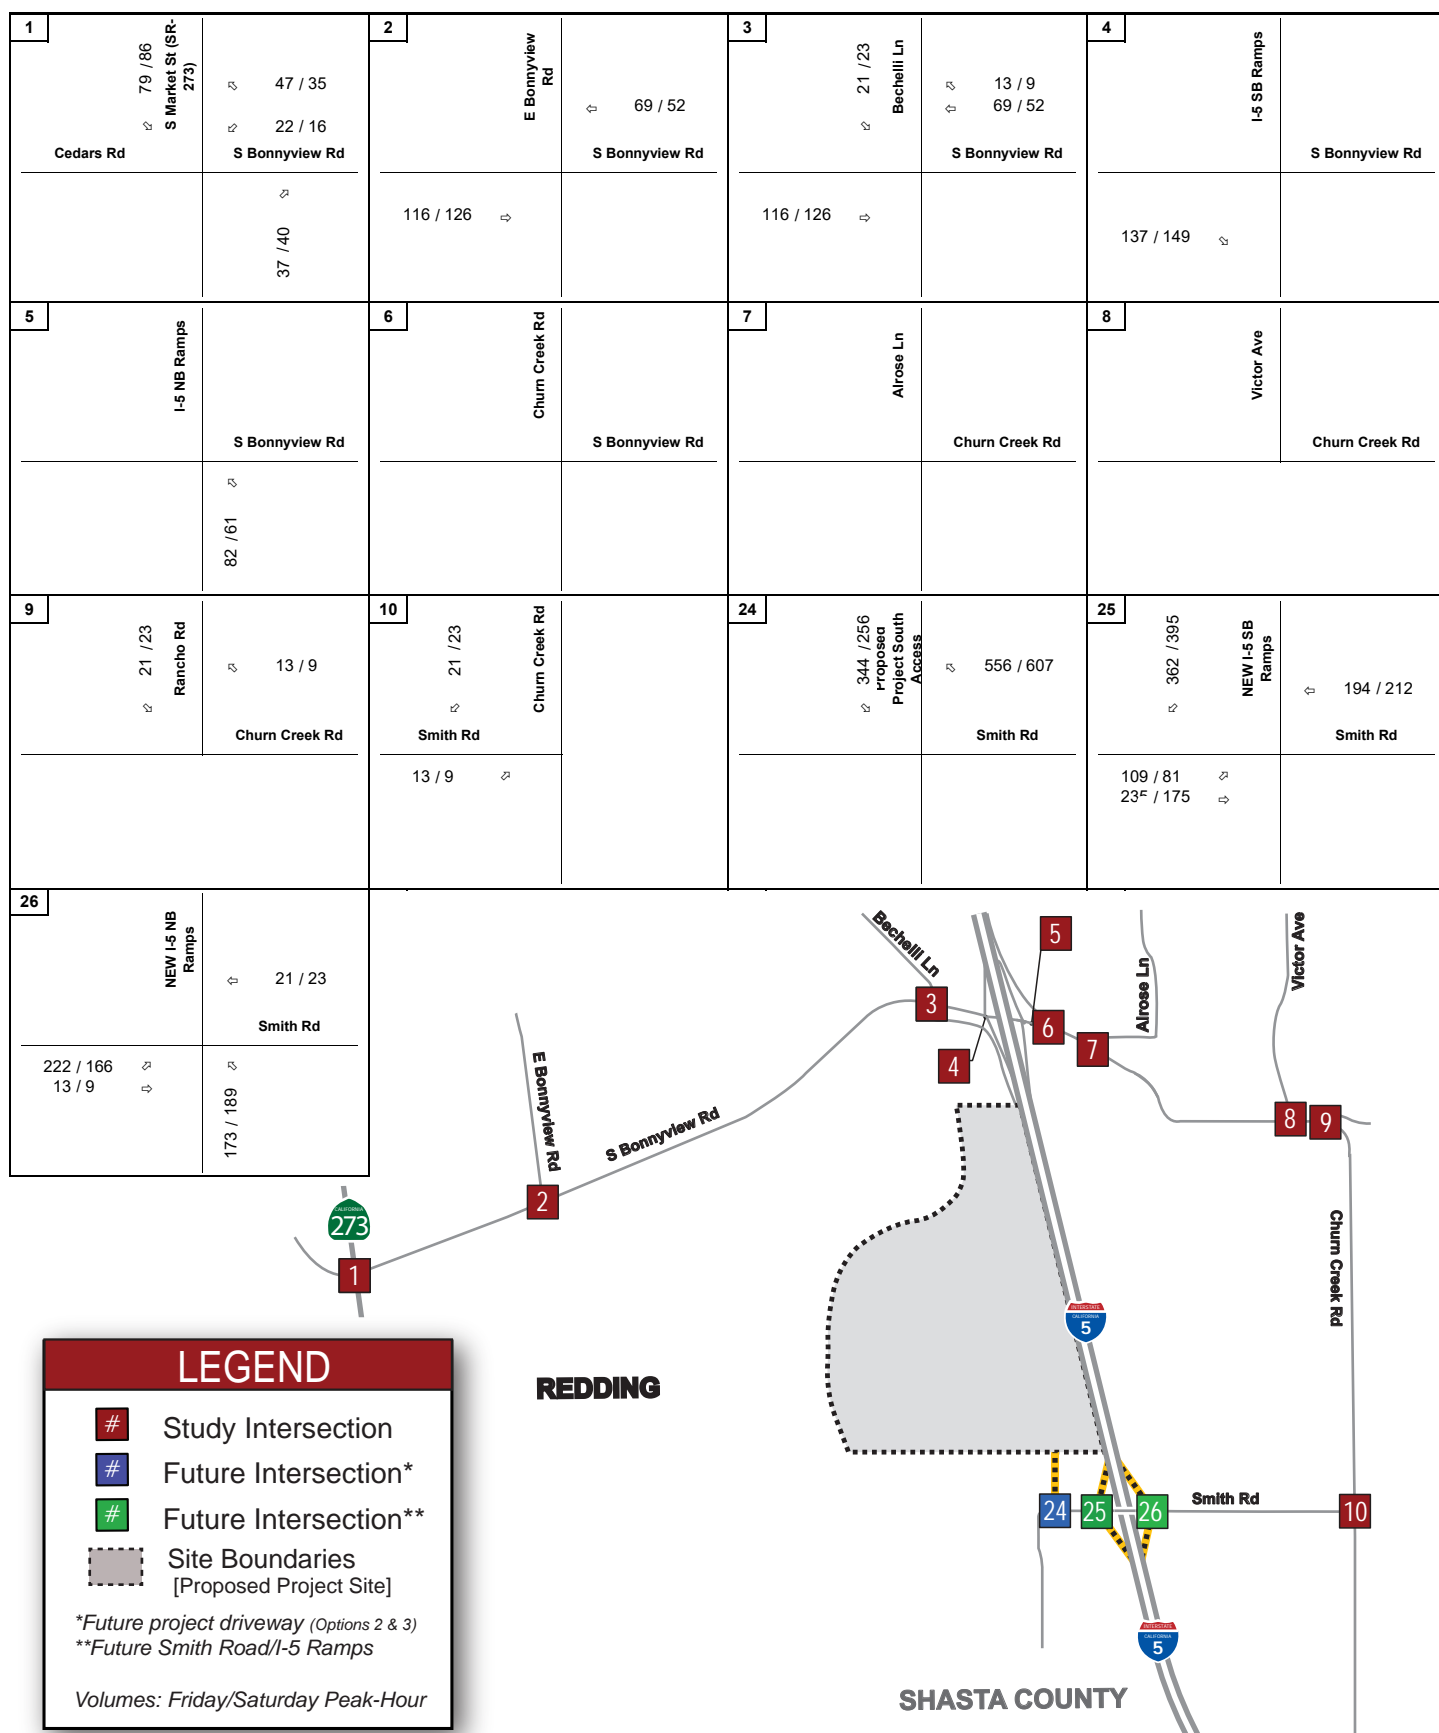 1
79 / 86
S Market St (SR-
273)
47 / 35
22 / 16
Cedars Rd
S Bonnyview Rd
37 / 40
2
E Bonnyview
Rd
69 / 52
S Bonnyview Rd
116 / 126
3
21 / 23
Bechelli Ln
13 / 9
69 / 52
S Bonnyview Rd
116 / 126
4
I-5 SB Ramps
S Bonnyview Rd
137 / 149
5
I-5 NB Ramps
S Bonnyview Rd
82 / 61
6
Churn Creek Rd
S Bonnyview Rd
7
Alrose Ln
Churn Creek Rd
8
Victor Ave
Churn Creek Rd
9
21 / 23
Rancho Rd
13 / 9
Churn Creek Rd
10
21 / 23
Churn Creek Rd
Smith Rd
13 / 9
24
344 / 256
Proposed
Project South
Access
556 / 607
Smith Rd
25
362 / 395
NEW I-5 SB
Ramps
194 / 212
Smith Rd
109 / 81
235 / 175
26
NEW I-5 NB
Ramps
21 / 23
Smith Rd
222 / 166
13 / 9
173 / 189
Bechelli Ln
5
Alrose Ln
Victor Ave
3
6
7
4
E Bonnyview Rd
S Bonnyview Rd
8
9
2
CALIFORNIA
273
1
Churn Creek Rd
INTERSTATE
CALIFORNIA
5
REDDING
24
25
26
Smith Rd
10
INTERSTATE
CALIFORNIA
5
SHASTA COUNTY
LEGEND
# Study Intersection
# Future Intersection*
# Future Intersection**
Site Boundaries
[Proposed Project Site]
*Future project driveway (Options 2 & 3)
**Future Smith Road/I-5 Ramps
Volumes: Friday/Saturday Peak-Hour